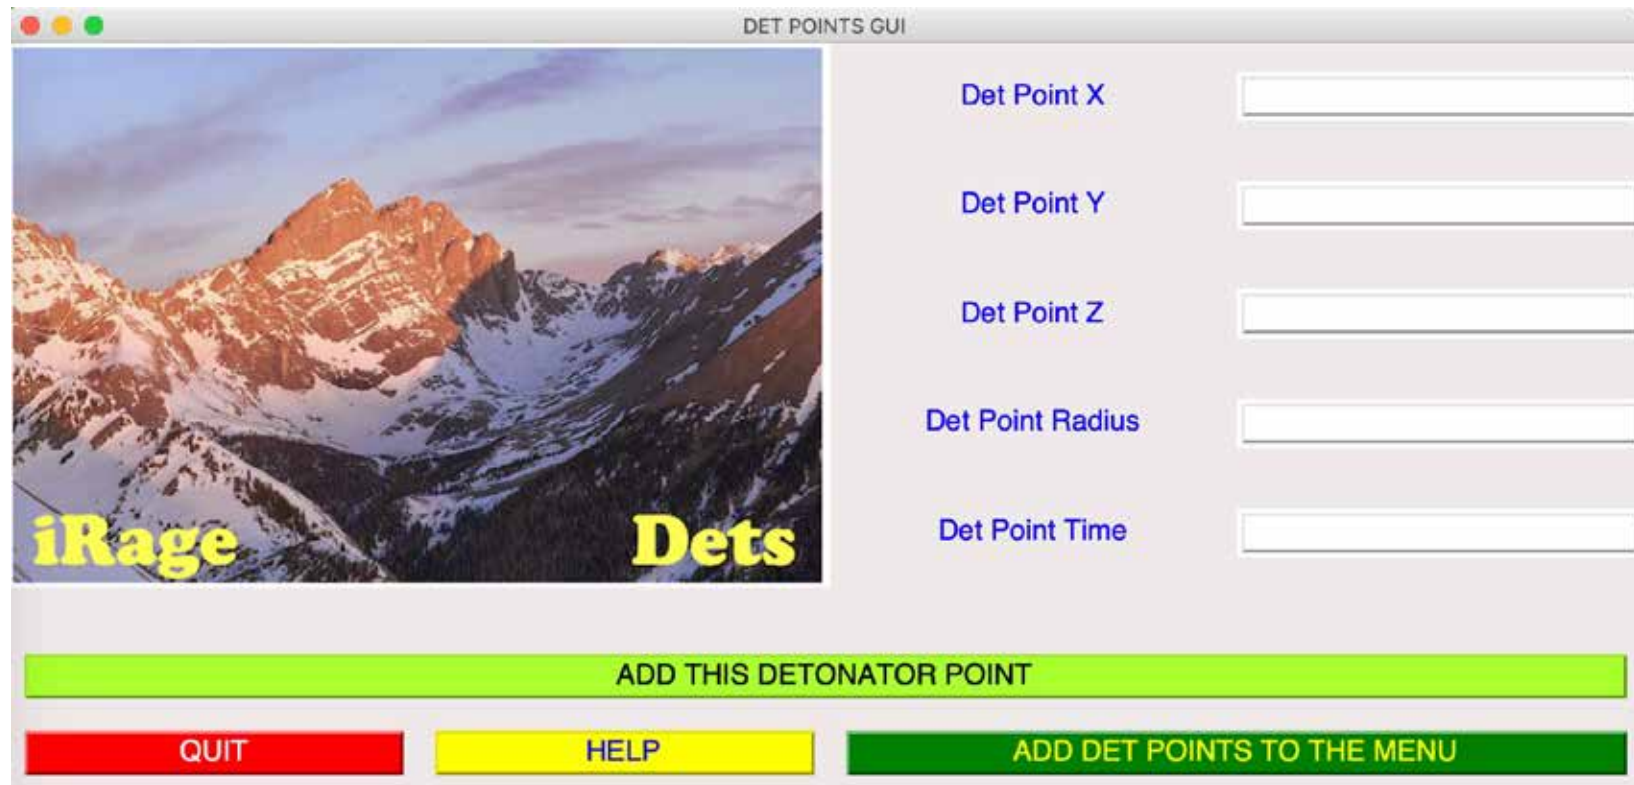 DET POINTS GUI
Det Point X
Det Point Y
Det Point Z
Det Point Radius
Det Point Time
iRage Dets
ADD THIS DETONATOR POINT
QUIT HELP ADD DET POINTS TO THE MENU